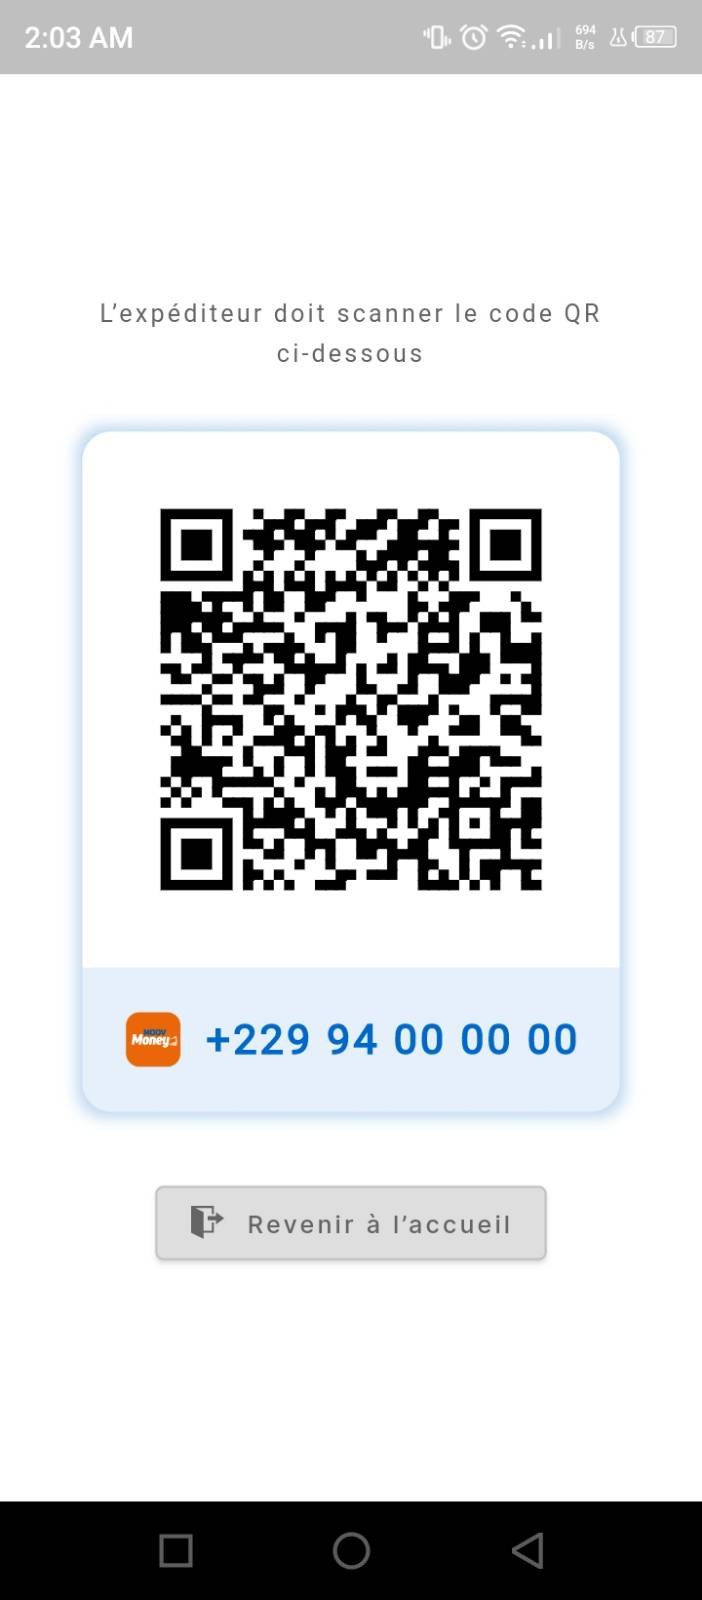 2:03 AM
694
B/s
87
L’expéditeur doit scanner le code QR
ci-dessous
MOOV
Money
+229 94 00 00 00
Revenir à l’accueil